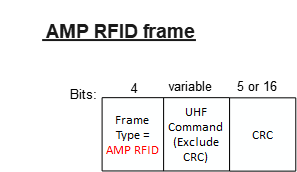 AMP RFID frame
Bits: 4 variable 5 or 16
Frame
Type =
AMP RFID
UHF
Command
(Exclude
CRC)
CRC